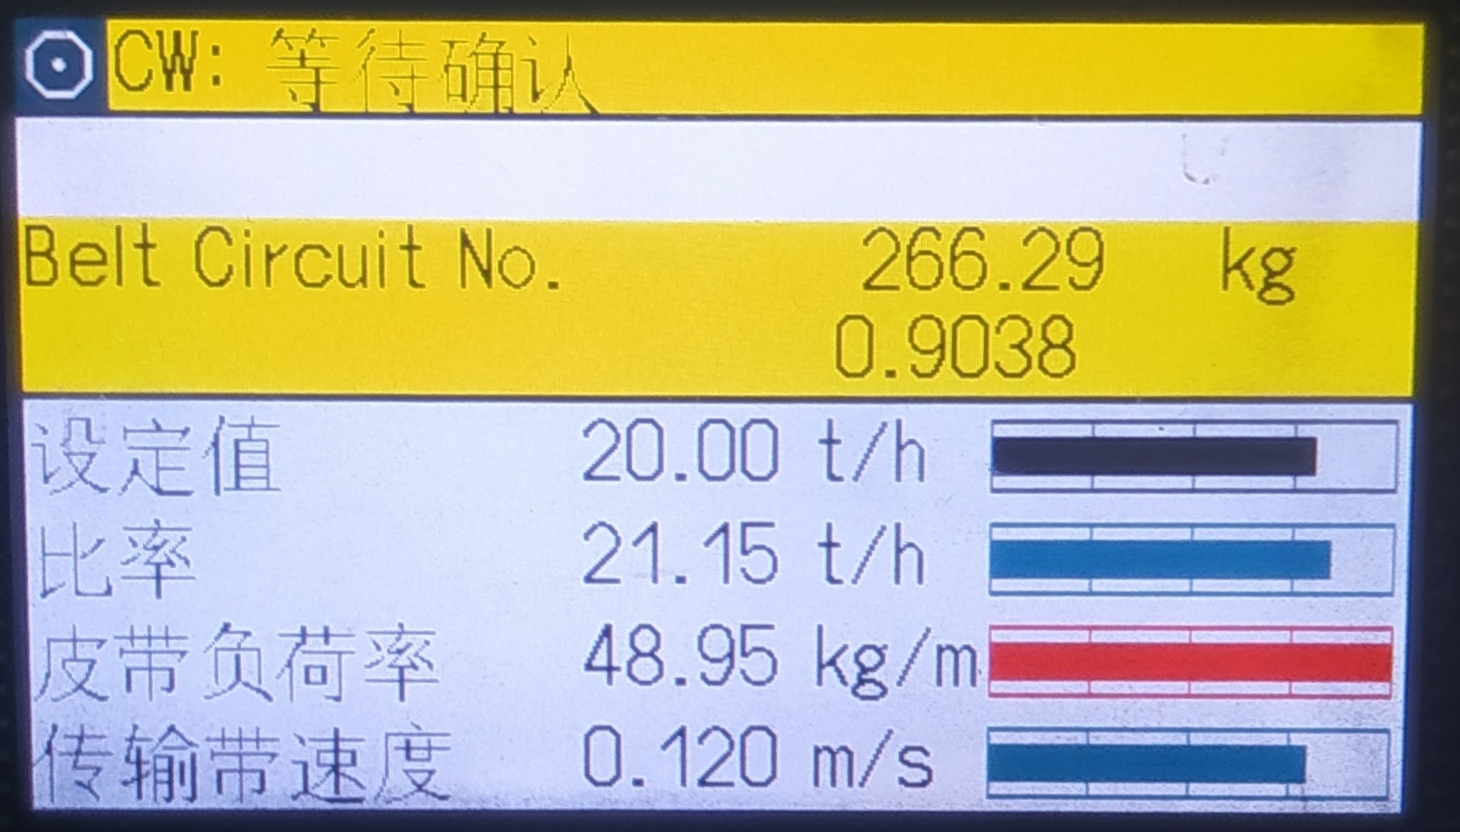 CW: 等待确认
Belt Circuit No. 266.29 kg
0.9038
设定值 20.00 t/h
比率 21.15 t/h
皮带负荷率 48.95 kg/m
传输带速度 0.120 m/s